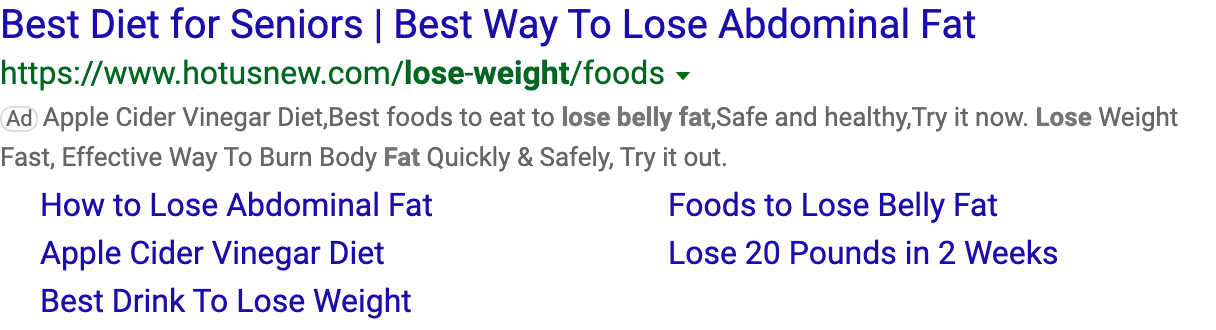 Best Diet for Seniors | Best Way To Lose Abdominal Fat
https://www.hotusnew.com/lose-weight/foods
Ad Apple Cider Vinegar Diet,Best foods to eat to lose belly fat,Safe and healthy,Try it now. Lose Weight
Fast, Effective Way To Burn Body Fat Quickly & Safely, Try it out.
How to Lose Abdominal Fat
Foods to Lose Belly Fat
Apple Cider Vinegar Diet
Lose 20 Pounds in 2 Weeks
Best Drink To Lose Weight